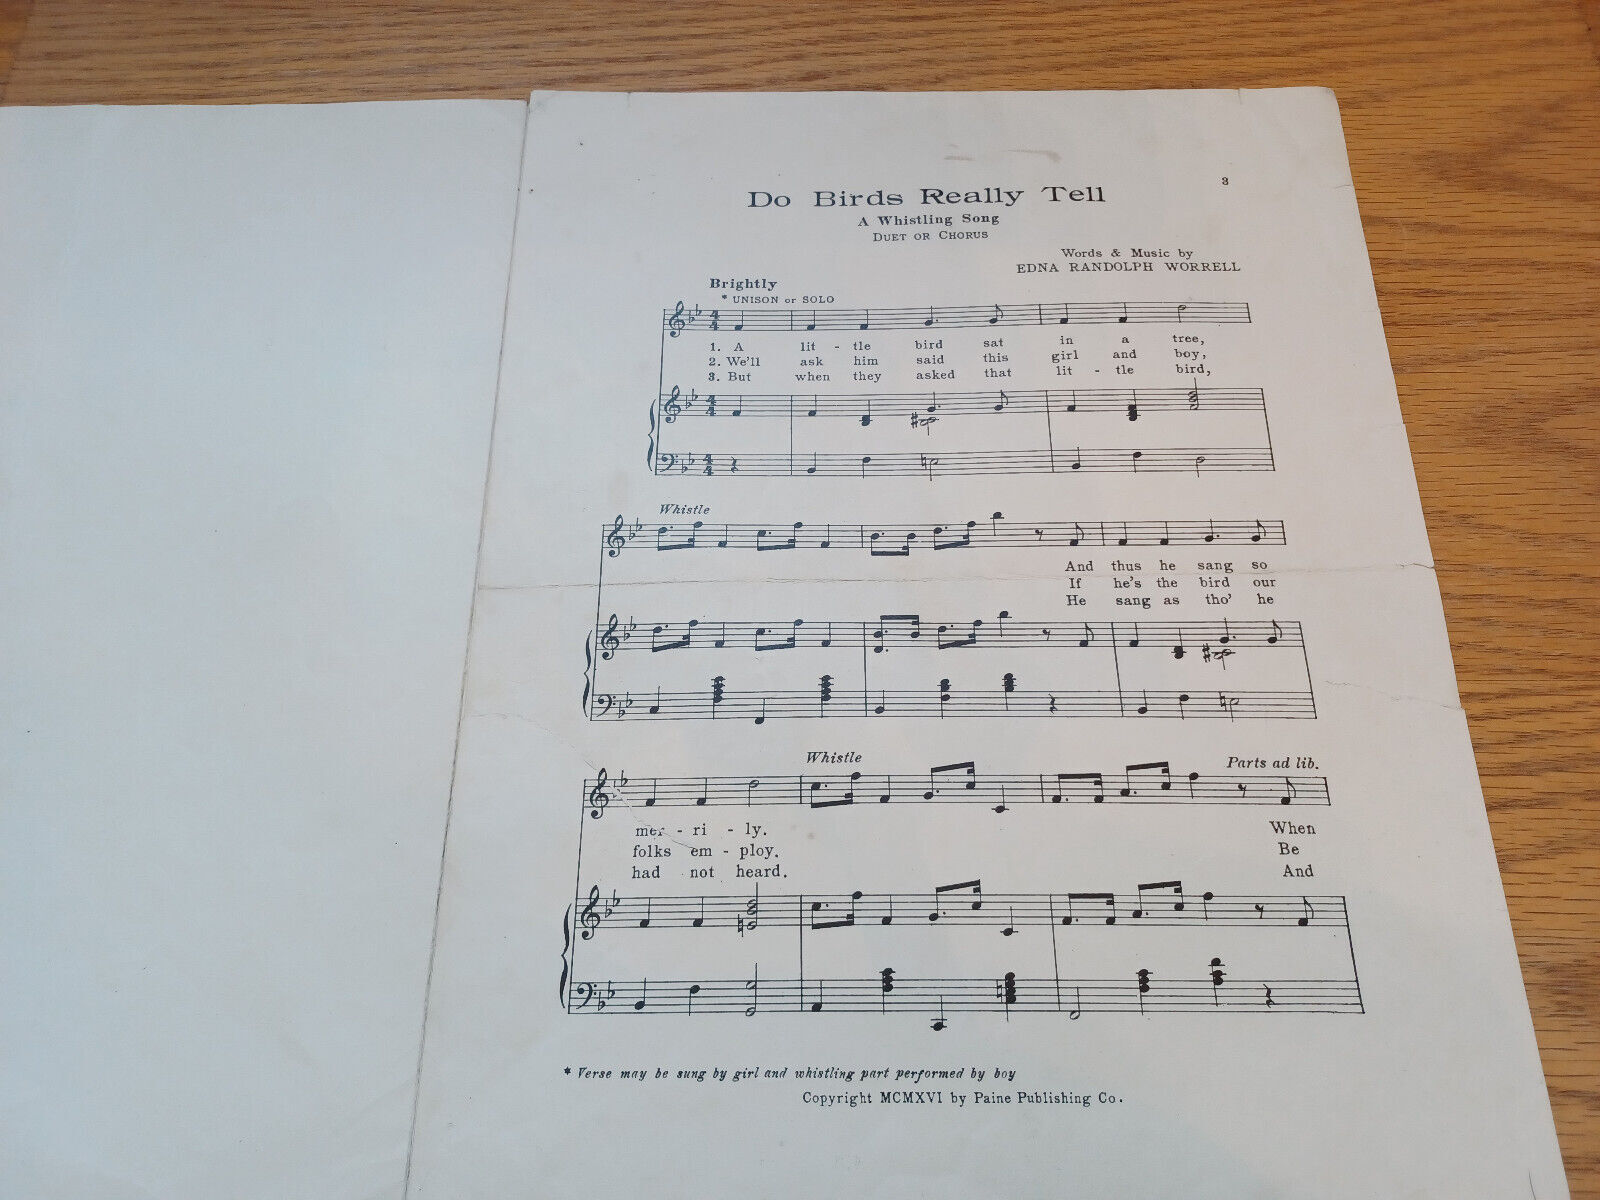 3
Do Birds Really Tell
A Whistling Song
DUET OR CHORUS
Words & Music by
EDNA RANDOLPH WORRELL
Brightly
* UNISON or SOLO
1. A lit - tle bird sat in a tree,
2. We'll ask him said this girl and boy,
3. But when they asked that lit - tle bird,
Whistle
And thus he sang so
If he's the bird our
He sang as tho' he
Whistle
Parts ad lib.
mer - ri - ly. When
folks em - ploy. Be
had not heard. And
* Verse may be sung by girl and whistling part performed by boy
Copyright MCMXVI by Paine Publishing Co.